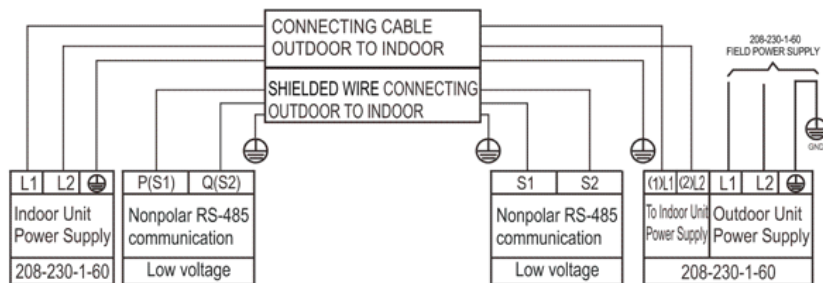 CONNECTING CABLE
OUTDOOR TO INDOOR
SHIELDED WIRE CONNECTING
OUTDOOR TO INDOOR
208-230-1-60
FIELD POWER SUPPLY
GND
L1 L2
Indoor Unit
Power Supply
208-230-1-60
P(S1) Q(S2)
Nonpolar RS-485
communication
Low voltage
S1 S2
Nonpolar RS-485
communication
Low voltage
(1)L1 (2)L2 L1 L2
To Indoor Unit
Power Supply
Outdoor Unit
Power Supply
208-230-1-60